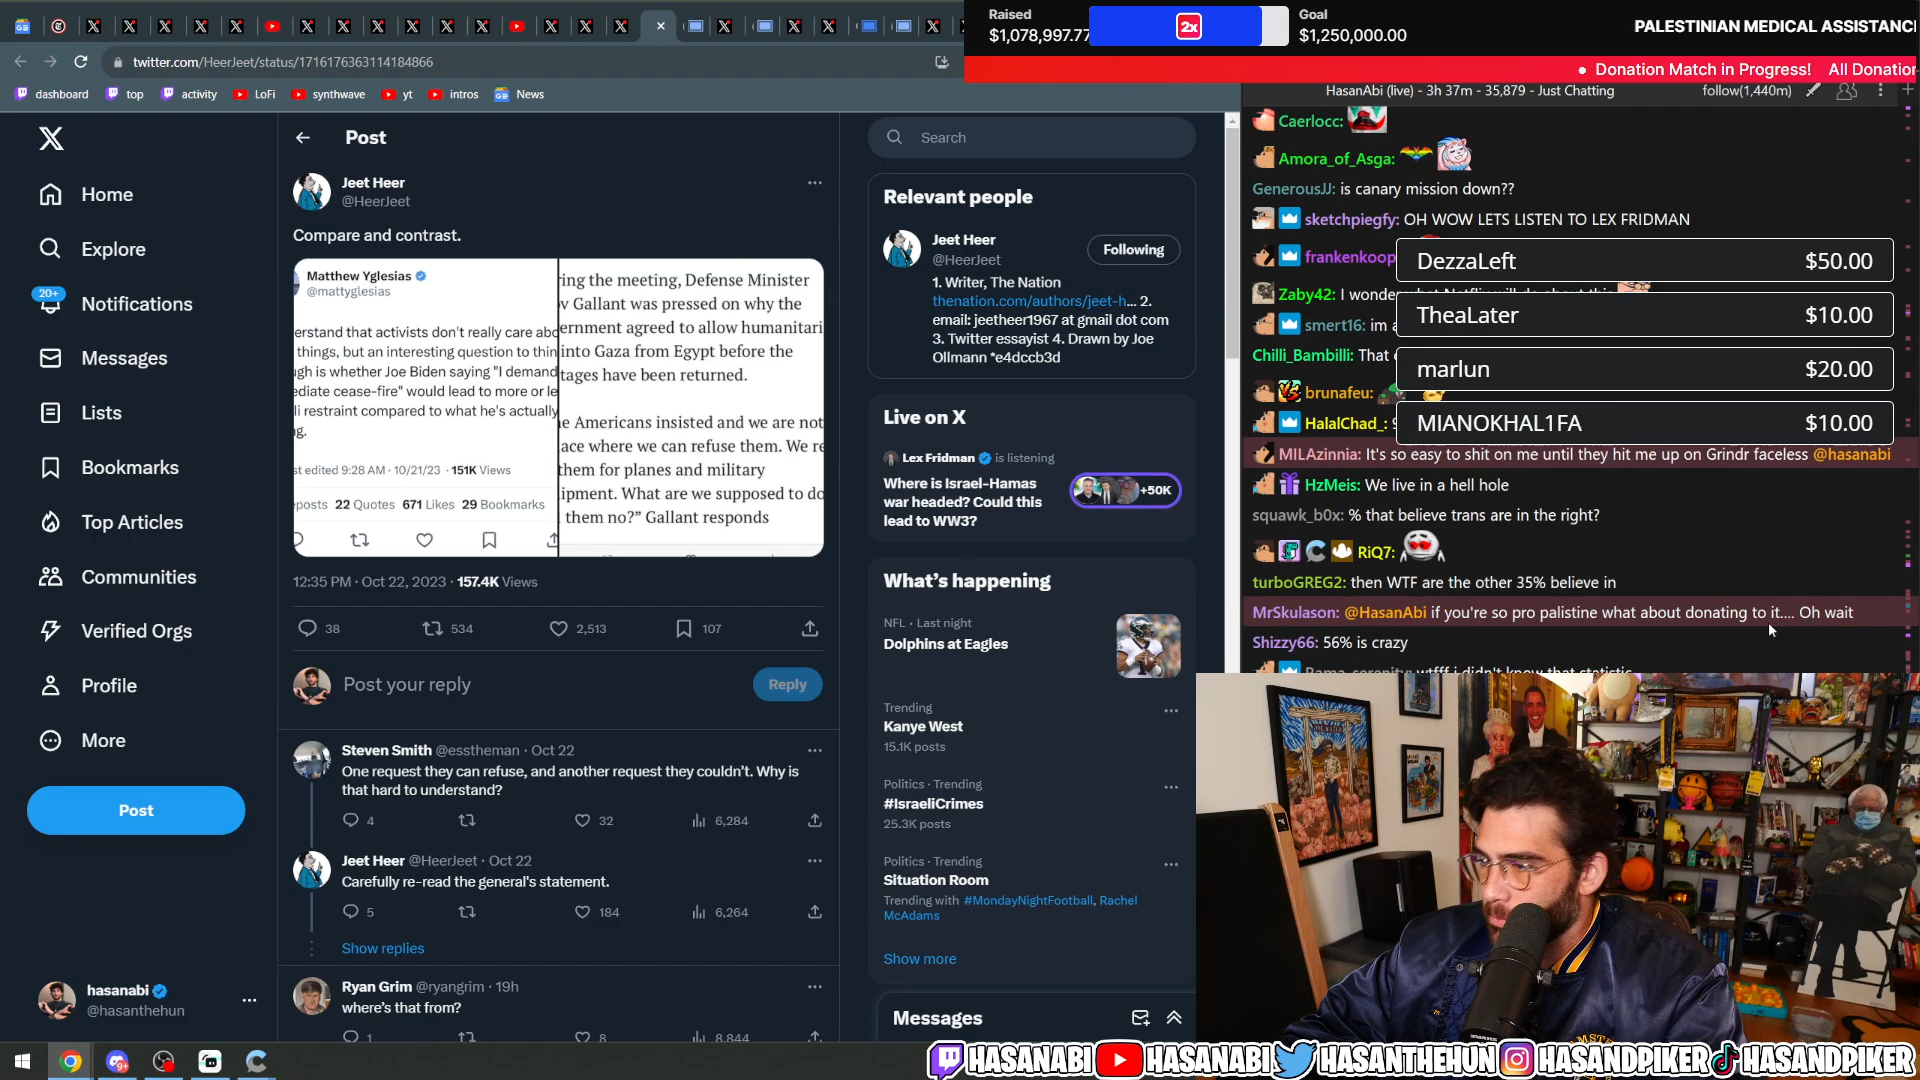 twitter.com/HeerJeet/status/1716176363114184866
dashboard
top
activity
LoFi
synthwave
yt
intros
News
Raised
$1,078,997.77
2x
Goal
$1,250,000.00
PALESTINIAN MEDICAL ASSISTANC
• Donation Match in Progress! All Donation
Home
Explore
20+
Notifications
Messages
Lists
Bookmarks
Top Articles
Communities
Verified Orgs
Profile
More
Post
hasanabi
@hasanthehun
Post
Jeet Heer
@HeerJeet
Compare and contrast.
Matthew Yglesias
@mattyglesias
erstand that activists don't really care abo
things, but an interesting question to thin
gh is whether Joe Biden saying "I demand
ediate cease-fire" would lead to more or le
li restraint compared to what he's actually
g.
st edited 9:28 AM · 10/21/23 · 151K Views
posts 22 Quotes 671 Likes 29 Bookmarks
ring the meeting, Defense Minister
v Gallant was pressed on why the
ernment agreed to allow humanitari
into Gaza from Egypt before the
tages have been returned.
e Americans insisted and we are not
lace where we can refuse them. We re
them for planes and military
ipment. What are we supposed to do
them no?” Gallant responds
12:35 PM · Oct 22, 2023 · 157.4K Views
38
534
2,513
107
Post your reply
Reply
Steven Smith @esstheman · Oct 22
One request they can refuse, and another request they couldn't. Why is
that hard to understand?
4
32
6,284
Jeet Heer @HeerJeet · Oct 22
Carefully re-read the general's statement.
5
184
6,264
Show replies
Ryan Grim @ryangrim · 19h
where's that from?
1
8
8,844
Search
Relevant people
Jeet Heer
@HeerJeet
Following
1. Writer, The Nation
thenation.com/authors/jeet-h... 2.
email: jeetheer1967 at gmail dot com
3. Twitter essayist 4. Drawn by Joe
Ollmann *e4dccb3d
Live on X
Lex Fridman is listening
Where is Israel-Hamas
war headed? Could this
lead to WW3?
+50K
What's happening
NFL · Last night
Dolphins at Eagles
Trending
Kanye West
15.1K posts
Politics · Trending
#IsraeliCrimes
25.3K posts
Politics · Trending
Situation Room
Trending with #MondayNightFootball, Rachel
McAdams
Show more
Messages
HasanAbi (live) - 3h 37m - 35,879 - Just Chatting
follow(1,440m)
Caerlocc:
Amora_of_Asga:
GenerousJJ: is canary mission down??
sketchpiegfy: OH WOW LETS LISTEN TO LEX FRIDMAN
frankenkoop
DezzaLeft $50.00
Zaby42: I wonder
smert16: im a
TheaLater $10.00
Chilli_Bambilli: That
marlun $20.00
brunafeu:
HalalChad_:
MIANOKHAL1FA $10.00
MILAzinnia: It's so easy to shit on me until they hit me up on Grindr faceless @hasanabi
HzMeis: We live in a hell hole
squawk_b0x: % that believe trans are in the right?
RiQ7:
turboGREG2: then WTF are the other 35% believe in
MrSkulason: @HasanAbi if you're so pro palistine what about donating to it.... Oh wait
Shizzy66: 56% is crazy
HASANABI HASANABI HASANTHEHUN HASANDPIKER HASANDPIKER